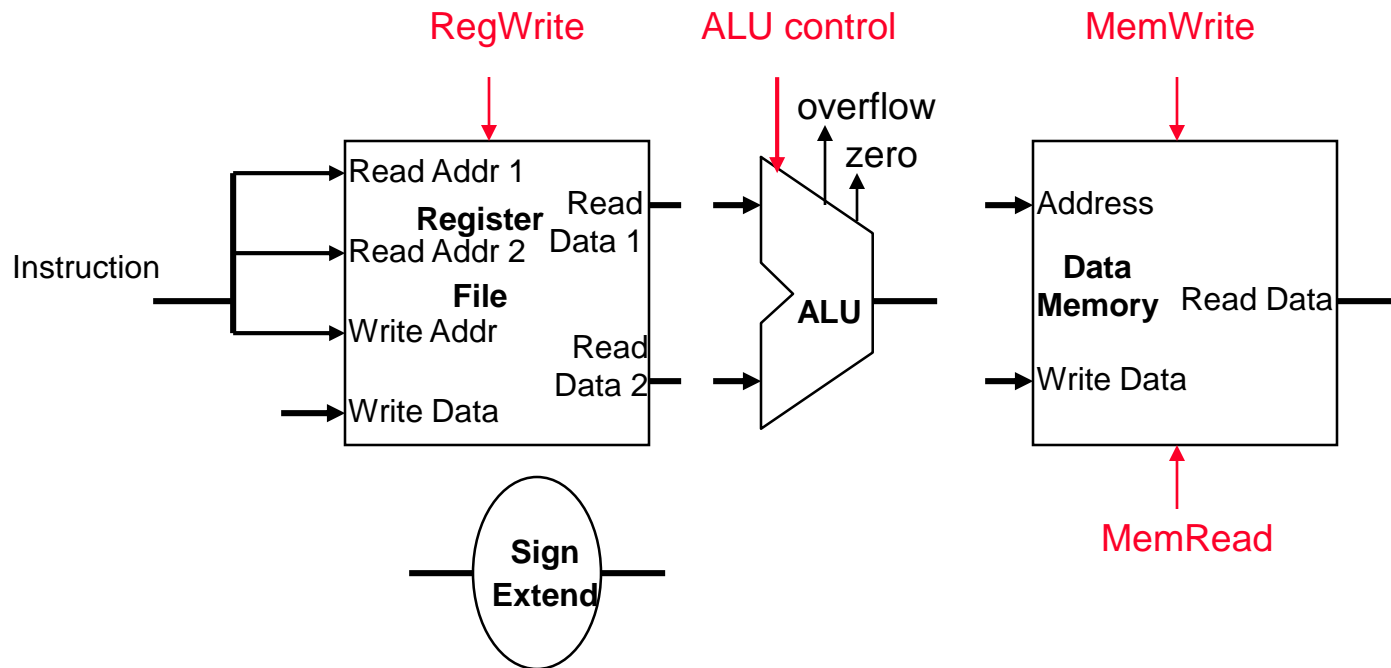 RegWrite
ALU control
MemWrite
overflow
zero
Instruction
Read Addr 1
Register
Read Addr 2
File
Write Addr
Write Data
Read
Data 1
Read
Data 2
ALU
Address
Data
Memory
Read Data
Write Data
Sign
Extend
MemRead